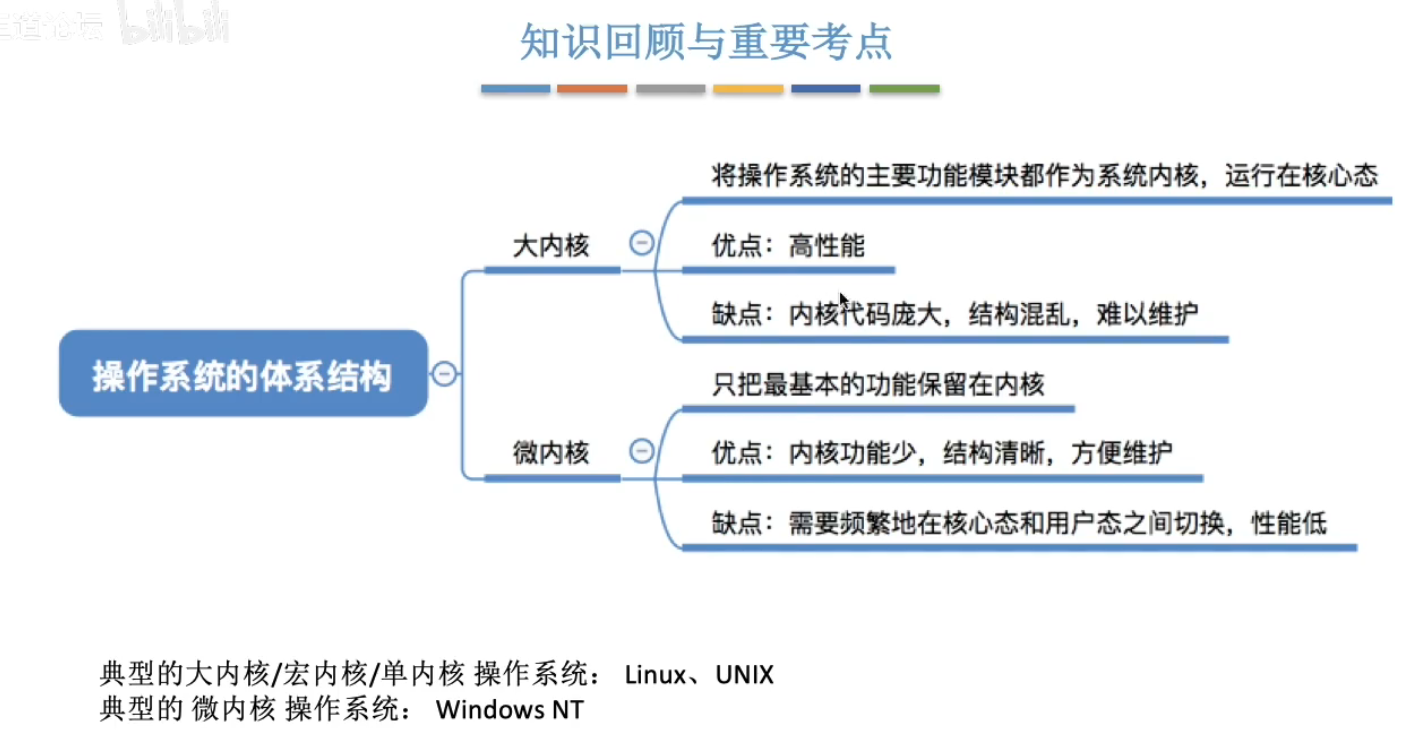 王道论坛 bilibili
知识回顾与重要考点
将操作系统的主要功能模块都作为系统内核，运行在核心态
大内核
优点：高性能
缺点：内核代码庞大，结构混乱，难以维护
操作系统的体系结构
只把最基本的功能保留在内核
微内核
优点：内核功能少，结构清晰，方便维护
缺点：需要频繁地在核心态和用户态之间切换，性能低
典型的大内核/宏内核/单内核 操作系统： Linux、UNIX
典型的 微内核 操作系统： Windows NT